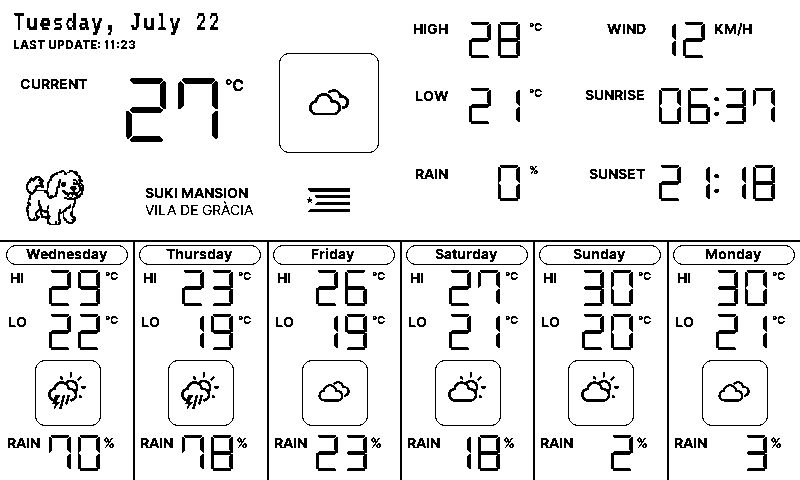 Tuesday, July 22
LAST UPDATE: 11:23
CURRENT 27 °C
SUKI MANSION
VILA DE GRÀCIA
HIGH 28 °C
LOW 21 °C
RAIN 0 %
WIND 12 KM/H
SUNRISE 06:37
SUNSET 21:18
Wednesday
HI 29 °C
LO 22 °C
RAIN 70 %
Thursday
HI 23 °C
LO 19 °C
RAIN 78 %
Friday
HI 26 °C
LO 19 °C
RAIN 23 %
Saturday
HI 27 °C
LO 21 °C
RAIN 18 %
Sunday
HI 30 °C
LO 20 °C
RAIN 2 %
Monday
HI 30 °C
LO 21 °C
RAIN 3 %